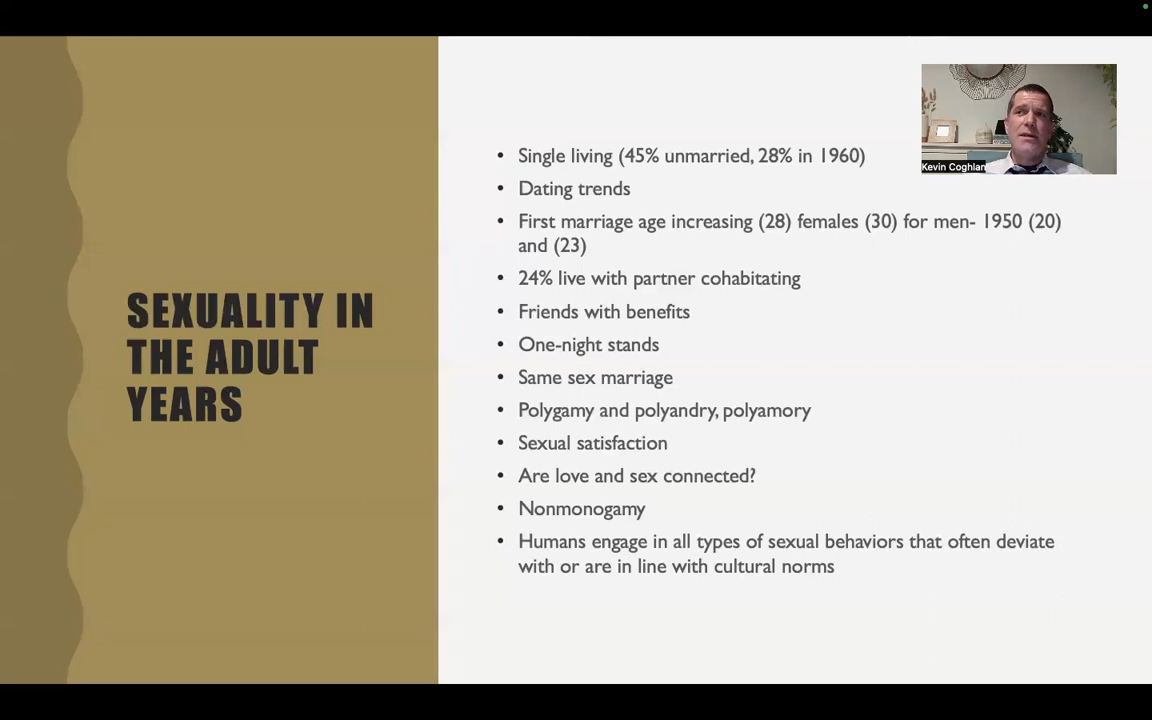 SEXUALITY IN
THE ADULT
YEARS
• Single living (45% unmarried, 28% in 1960)
• Dating trends
• First marriage age increasing (28) females (30) for men- 1950 (20)
and (23)
• 24% live with partner cohabitating
• Friends with benefits
• One-night stands
• Same sex marriage
• Polygamy and polyandry, polyamory
• Sexual satisfaction
• Are love and sex connected?
• Nonmonogamy
• Humans engage in all types of sexual behaviors that often deviate
with or are in line with cultural norms
Kevin Coghlan